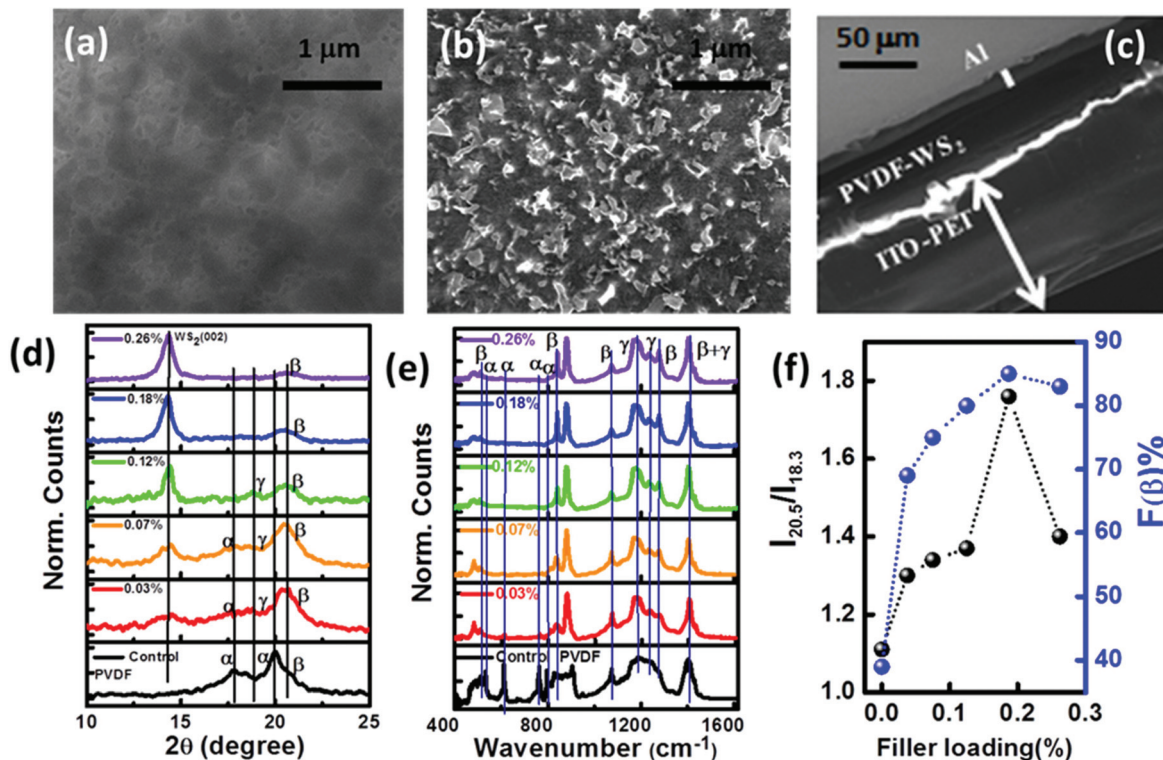 (a)
1 μm
(b)
1 μm
50 μm
(c)
Al
PVDF-WS₂
ITO-PET
(d)
0.26%
WS₂(002)
β
0.18%
β
0.12%
γ
β
0.07%
α
γ
β
0.03%
α
γ
β
Control
PVDF
α
α
β
10
15
20
25
2θ (degree)
Norm. Counts
(e)
0.26%
β
α
α
α
α
β
β
γ
γ
β
β+γ
0.18%
0.12%
0.07%
0.03%
Control PVDF
400
800
1200
1600
Wavenumber (cm⁻¹)
Norm. Counts
(f)
1.8
1.6
1.4
1.2
1.0
I₂₀.₅/I₁₈.₃
90
80
70
60
50
40
F(β)%
0.0
0.1
0.2
0.3
Filler loading(%)